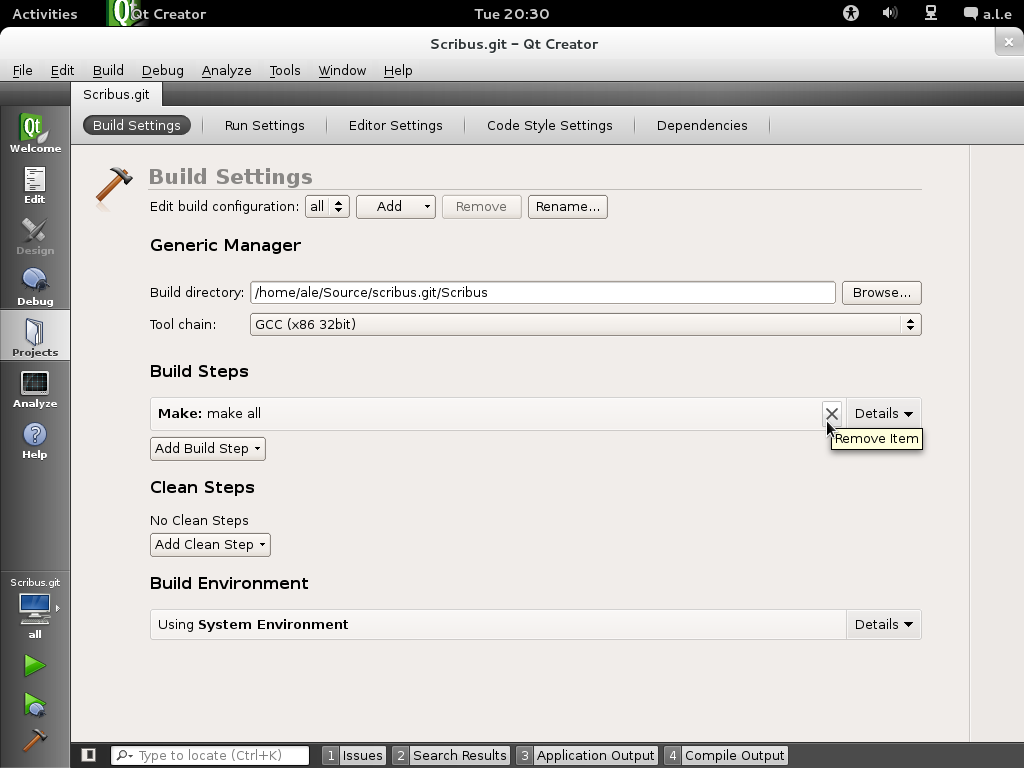 Activities Qt Creator Tue 20:30 a.l.e
Scribus.git - Qt Creator
File Edit Build Debug Analyze Tools Window Help
Scribus.git
Build Settings Run Settings Editor Settings Code Style Settings Dependencies
Qt
Welcome
Edit
Design
Debug
Projects
Analyze
Help
Build Settings
Edit build configuration: all Add Remove Rename...
Generic Manager
Build directory: /home/ale/Source/scribus.git/Scribus Browse...
Tool chain: GCC (x86 32bit)
Build Steps
Make: make all Details
Remove Item
Add Build Step
Clean Steps
No Clean Steps
Add Clean Step
Build Environment
Using System Environment Details
Scribus.git
all
Type to locate (Ctrl+K) 1 Issues 2 Search Results 3 Application Output 4 Compile Output